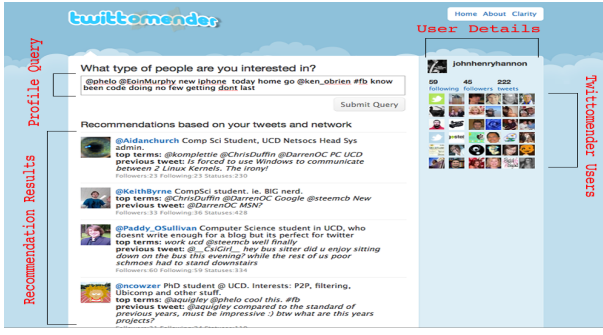 twittomender
Home About Clarity
User Details
Profile Query
Recommendation Results
Twittomender Users
What type of people are you interested in?
@phelo @EoinMurphy new iphone today home go @ken_obrien #fb know
been code doing no few getting dont last
Submit Query
Recommendations based on your tweets and network
@Aidanchurch Comp Sci Student, UCD Netsocs Head Sys
admin.
top terms: @komplettie @ChrisDuffin @DarrenOC PC UCD
previous tweet: Is forced to use Windows to communicate
between 2 Linux Kernels. The irony!
Followers:23 Following:23 Statuses:230
@KeithByrne CompSci student. ie. BIG nerd.
top terms: @ChrisDuffin @DarrenOC Google @steemcb New
previous tweet: @DarrenOC MSN?
Followers:33 Following:36 Statuses:428
@Paddy_OSullivan Computer Science student in UCD, who
doesnt write enough for a blog but its perfect for twitter
top terms: work ucd @steemcb well finally
previous tweet: @__CsiGirl__ hey bus sitter did u enjoy sitting
down on the bus this evening? while the rest of us poor
schmoes had to stand downstairs
Followers:60 Following:59 Statuses:334
@ncowzer PhD student @ UCD. Interests: P2P, filtering,
Ubicomp and other stuff.
top terms: @aquigley @phelo cool this. #fb
previous tweet: @aquigley compared to the standard of
previous years, must be impressive :) btw what are this years
projects?
johnhenryhannon
59 45 222
following followers tweets